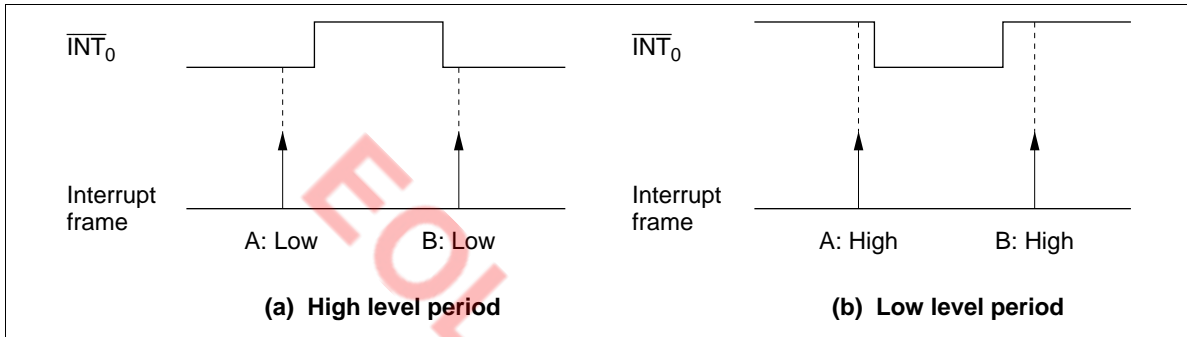 INT0 INT0
Interrupt Interrupt
frame frame
A: Low B: Low A: High B: High
(a) High level period (b) Low level period
EOL